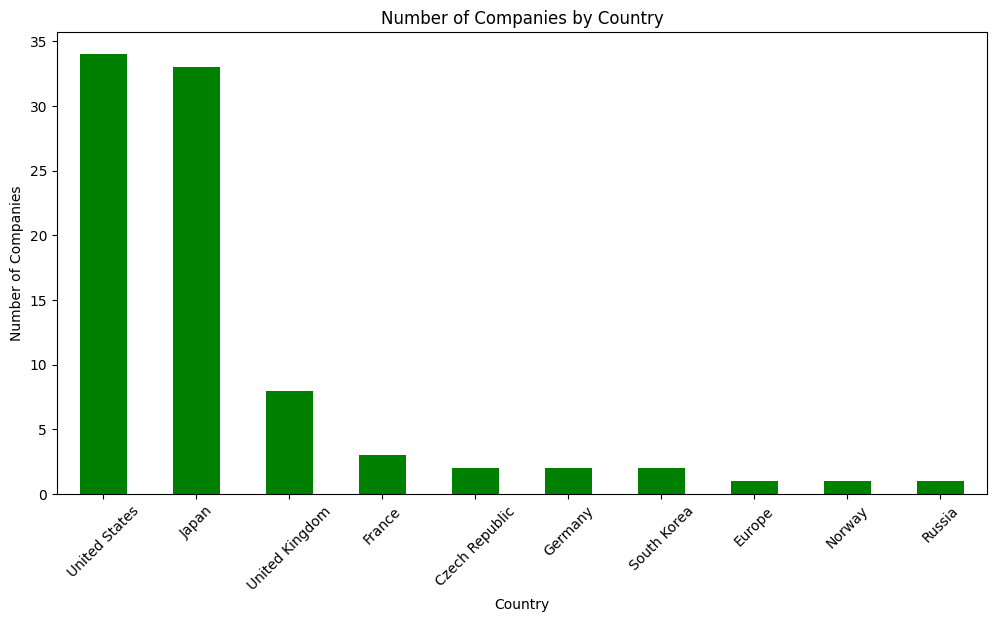 Number of Companies by Country
Number of Companies
35
30
25
20
15
10
5
0
United States
Japan
United Kingdom
France
Czech Republic
Germany
South Korea
Europe
Norway
Russia
Country